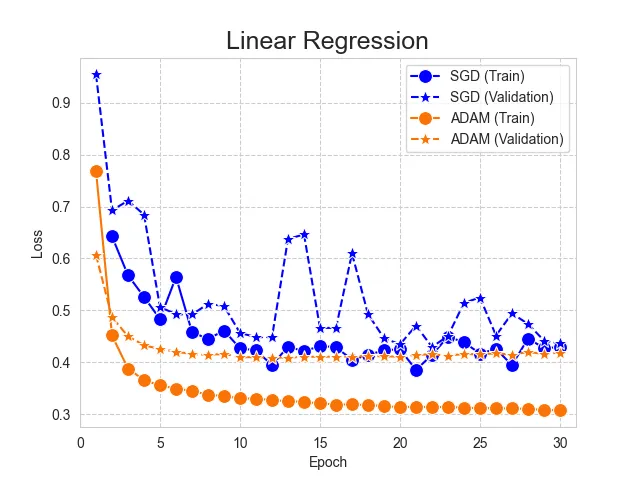 Linear Regression
SGD (Train)
SGD (Validation)
ADAM (Train)
ADAM (Validation)
0.9
0.8
0.7
0.6
0.5
0.4
0.3
Loss
0 5 10 15 20 25 30
Epoch